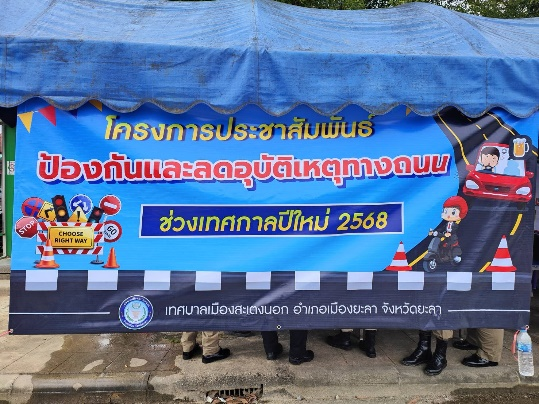 โครงการประชาสัมพันธ์
ป้องกันและลดอุบัติเหตุทางถนน
ช่วงเทศกาลปีใหม่ 2568
STOP
CHOOSE
RIGHT WAY
60
เทศบาลเมืองสะเตงนอก อำเภอเมืองยะลา จังหวัดยะลา